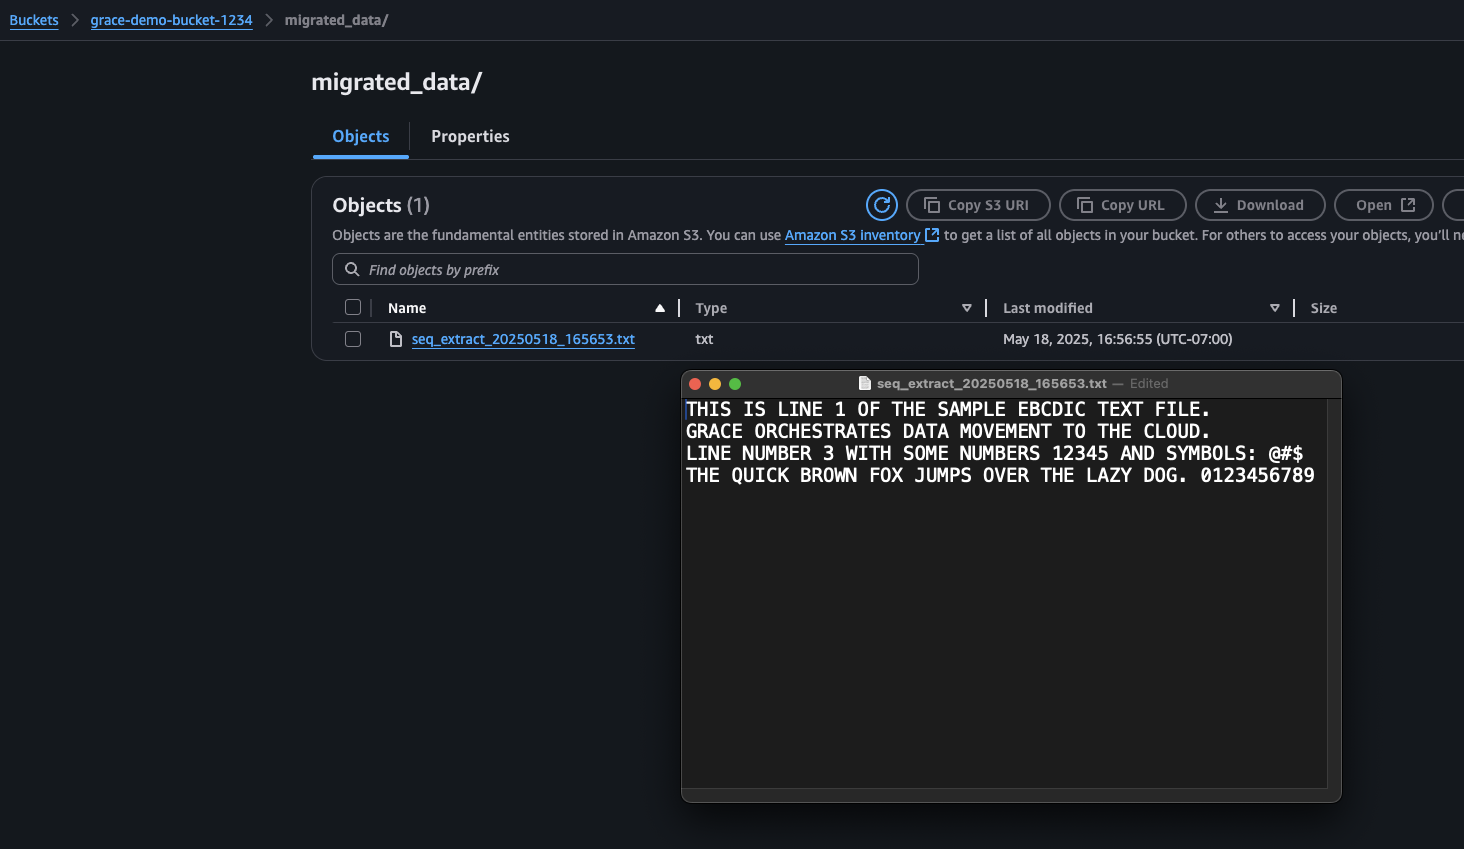 Buckets > grace-demo-bucket-1234 > migrated_data/
migrated_data/
Objects Properties
Objects (1) Copy S3 URI Copy URL Download Open
Objects are the fundamental entities stored in Amazon S3. You can use Amazon S3 inventory to get a list of all objects in your bucket. For others to access your objects, you'll
Find objects by prefix
Name Type Last modified Size
seq_extract_20250518_165653.txt txt May 18, 2025, 16:56:55 (UTC-07:00)
seq_extract_20250518_165653.txt — Edited
THIS IS LINE 1 OF THE SAMPLE EBCDIC TEXT FILE.
GRACE ORCHESTRATES DATA MOVEMENT TO THE CLOUD.
LINE NUMBER 3 WITH SOME NUMBERS 12345 AND SYMBOLS: @#$
THE QUICK BROWN FOX JUMPS OVER THE LAZY DOG. 0123456789